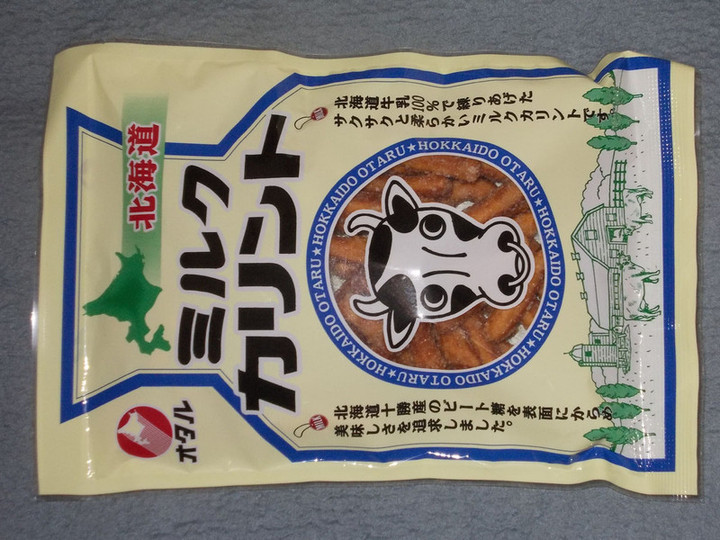 北海道
ミルク
カリント
オタル
北海道牛乳100%で練りあげた
サクサクと柔らかいミルクカリントです。
★HOKKAIDO OTARU★HOKKAIDO OTARU★HOKKAIDO OTARU★HOKKAIDO OTARU★HOKKAIDO OTARU
北海道十勝産のビート糖を表面にからめ
美味しさを追求しました。